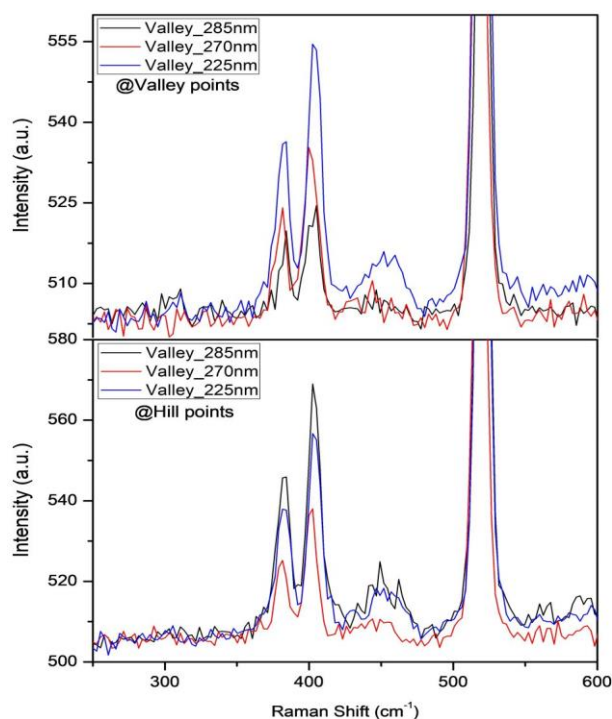 Valley_285nm
Valley_270nm
Valley_225nm
@Valley points
555
540
525
510
580
Intensity (a.u.)
Valley_285nm
Valley_270nm
Valley_225nm
@Hill points
560
540
520
500
Intensity (a.u.)
300
400
500
600
Raman Shift (cm⁻¹)